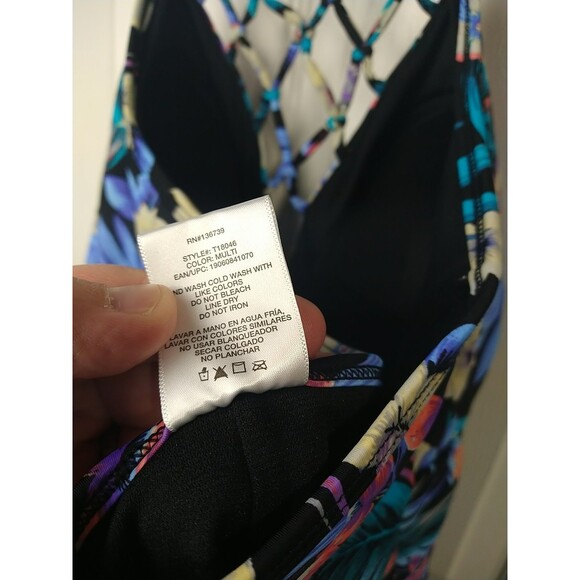 RN#136739
STYLE#: T18046
COLOR: MULTI
EAN/UPC: 19060841070
ND WASH COLD WASH WITH
LIKE COLORS
DO NOT BLEACH
LINE DRY
DO NOT IRON
LAVAR A MANO EN AGUA FRÍA,
LAVAR CON COLORES SIMILARES
NO USAR BLANQUEADOR
SECAR COLGADO
NO PLANCHAR